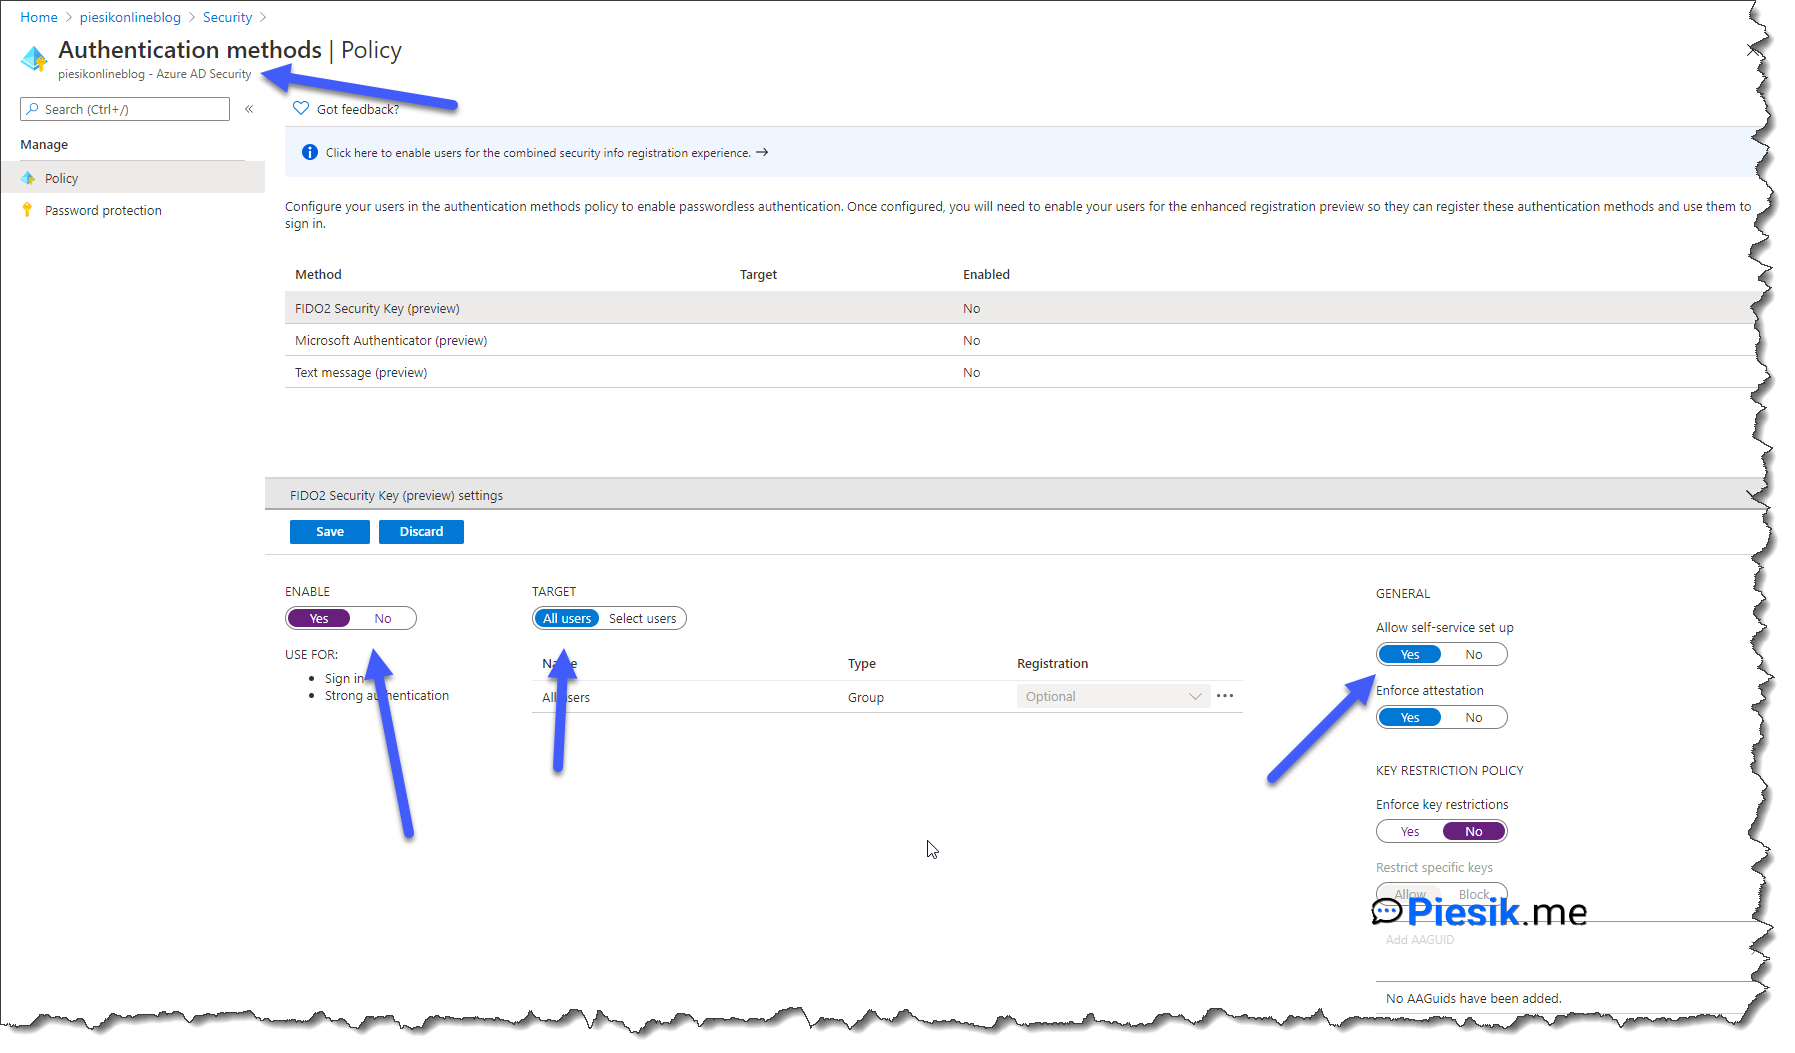 Home > piesikonlineblog > Security >
Authentication methods | Policy
piesikonlineblog - Azure AD Security
Search (Ctrl+/)
«
Got feedback?
Manage
Policy
Password protection
Click here to enable users for the combined security info registration experience. →
Configure your users in the authentication methods policy to enable passwordless authentication. Once configured, you will need to enable your users for the enhanced registration preview so they can register these authentication methods and use them to
sign in.
Method Target Enabled
FIDO2 Security Key (preview) No
Microsoft Authenticator (preview) No
Text message (preview) No
FIDO2 Security Key (preview) settings
Save Discard
ENABLE
Yes No
USE FOR:
• Sign in
• Strong authentication
TARGET
All users Select users
Name Type Registration
All users Group Optional ...
GENERAL
Allow self-service set up
Yes No
Enforce attestation
Yes No
KEY RESTRICTION POLICY
Enforce key restrictions
Yes No
Restrict specific keys
Allow Block
Piesik.me
Add AAGUID
No AAGuids have been added.